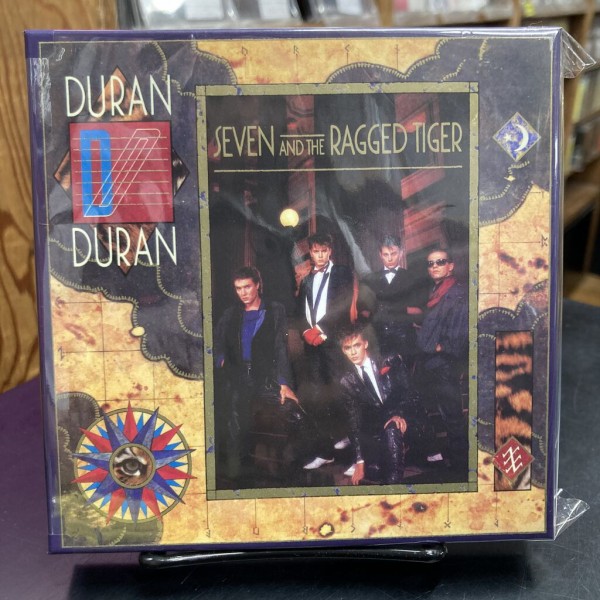 DURAN
DURAN
SEVEN AND THE RAGGED TIGER